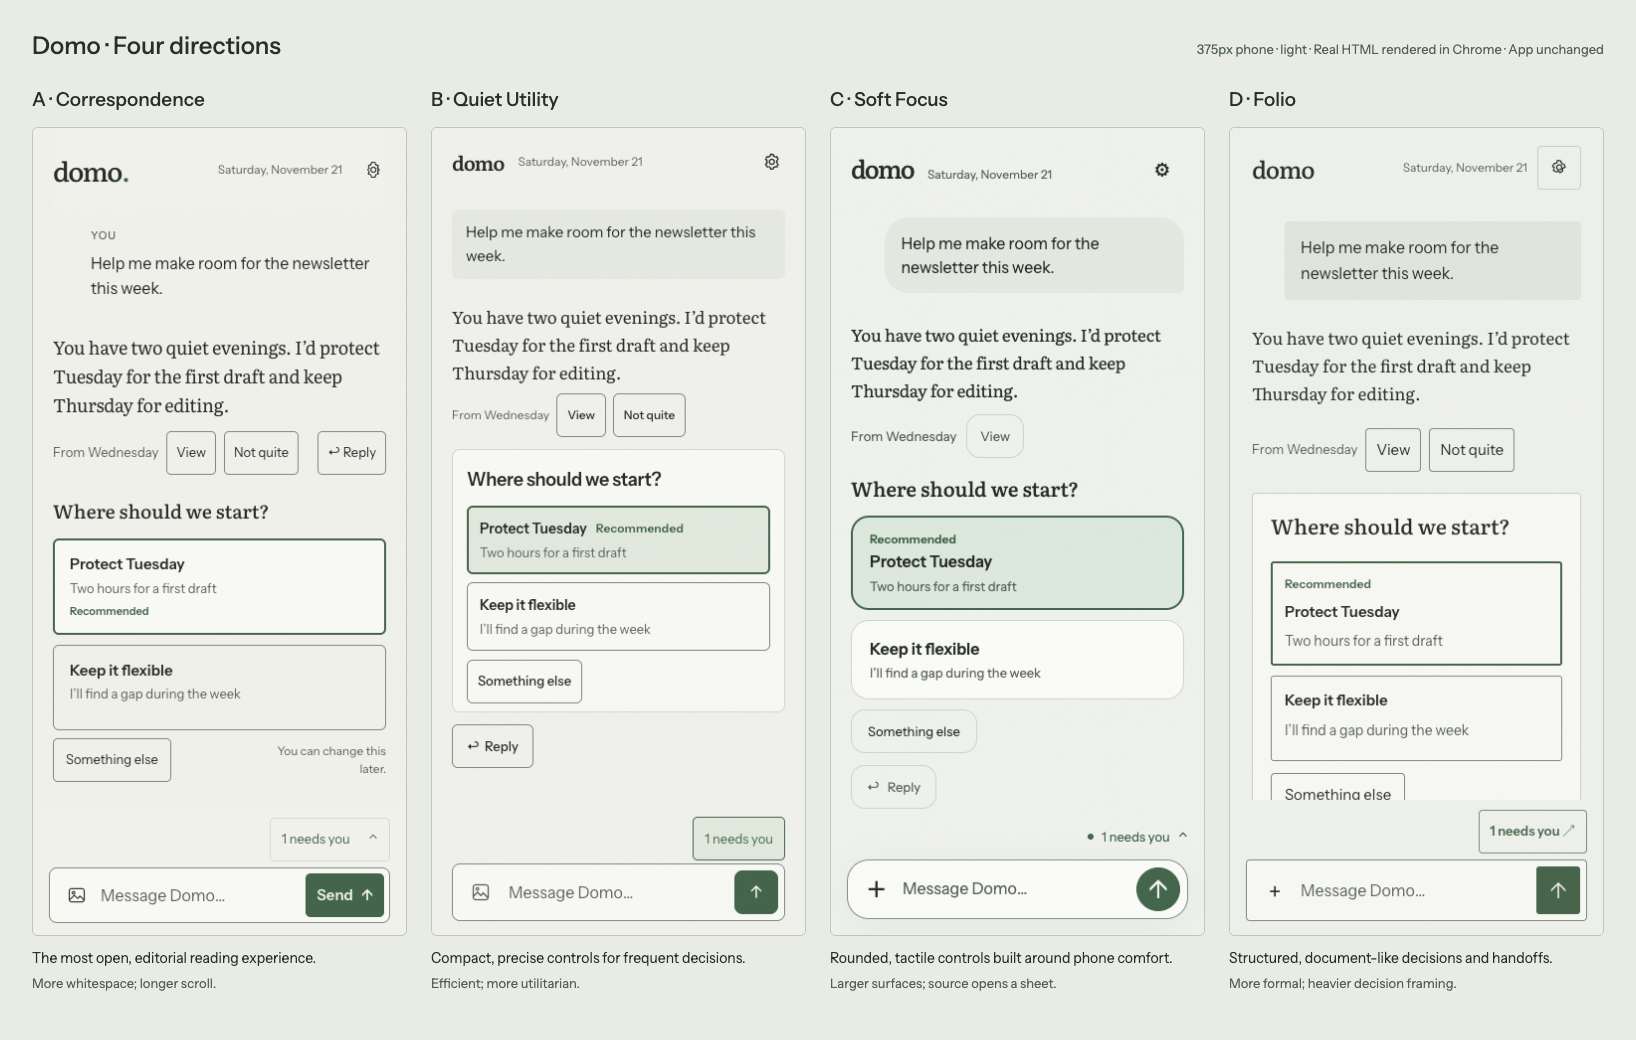 Domo · Four directions
375px phone · light · Real HTML rendered in Chrome · App unchanged
A · Correspondence
domo.
Saturday, November 21
YOU
Help me make room for the newsletter
this week.
You have two quiet evenings. I’d protect
Tuesday for the first draft and keep
Thursday for editing.
From Wednesday View Not quite ↩ Reply
Where should we start?
Protect Tuesday
Two hours for a first draft
Recommended
Keep it flexible
I’ll find a gap during the week
Something else
You can change this
later.
1 needs you
Message Domo...
Send ↑
The most open, editorial reading experience.
More whitespace; longer scroll.
B · Quiet Utility
domo
Saturday, November 21
Help me make room for the newsletter this
week.
You have two quiet evenings. I’d protect
Tuesday for the first draft and keep
Thursday for editing.
From Wednesday View Not quite
Where should we start?
Protect Tuesday Recommended
Two hours for a first draft
Keep it flexible
I’ll find a gap during the week
Something else
↩ Reply
1 needs you
Message Domo...
Compact, precise controls for frequent decisions.
Efficient; more utilitarian.
C · Soft Focus
domo
Saturday, November 21
Help me make room for the
newsletter this week.
You have two quiet evenings. I’d protect
Tuesday for the first draft and keep
Thursday for editing.
From Wednesday View
Where should we start?
Recommended
Protect Tuesday
Two hours for a first draft
Keep it flexible
I’ll find a gap during the week
Something else
↩ Reply
1 needs you
Message Domo...
Rounded, tactile controls built around phone comfort.
Larger surfaces; source opens a sheet.
D · Folio
domo
Saturday, November 21
Help me make room for the
newsletter this week.
You have two quiet evenings. I’d protect
Tuesday for the first draft and keep
Thursday for editing.
From Wednesday View Not quite
Where should we start?
Recommended
Protect Tuesday
Two hours for a first draft
Keep it flexible
I’ll find a gap during the week
Something else
1 needs you ↗
Message Domo...
Structured, document-like decisions and handoffs.
More formal; heavier decision framing.